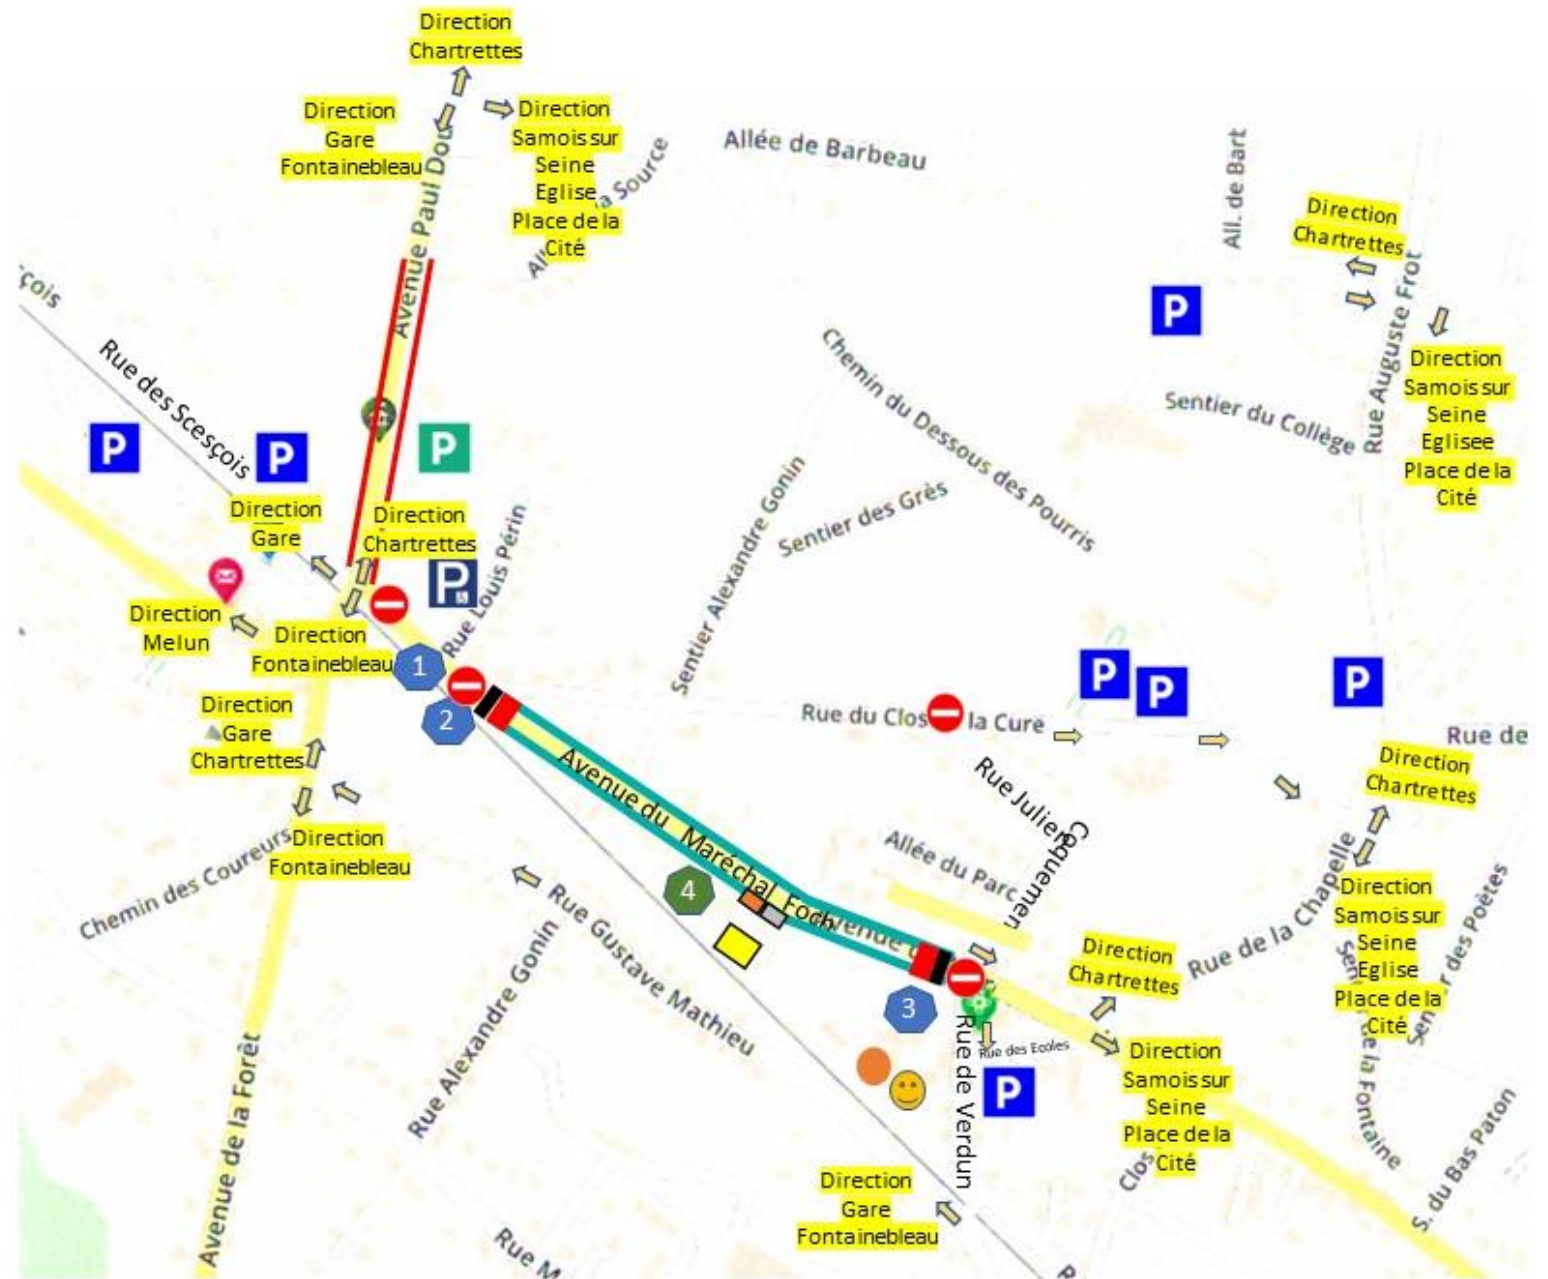 Direction
Chartrettes
Direction
Gare
Fontainebleau
Direction
Samois sur
Seine
Eglise
Place de la
Cité
Avenue Paul Dou
la Source
Allée de Barbeau
All. de Bart
Direction
Chartrettes
Rue Auguste Frot
Direction
Samois sur
Seine
Eglisee
Place de la
Cité
P
Sentier du Collège
Chemin du Dessous des Pourris
Sentier des Grès
Sentier Alexandre Gonin
Rue des Scesçois
P
P
P
Direction
Gare
Direction
Chartrettes
P
Rue Louis Périn
Direction
Melun
Direction
Fontainebleau
1
2
Direction
Gare
Chartrettes
Direction
Fontainebleau
Chemin des Coureurs
Avenue de la Forêt
Rue du Clos
la Cure
P
P
P
Rue de
Direction
Chartrettes
Rue Julien
Coquemen
Allée du Parc
Avenue du Maréchal Foch
4
3
Rue Gustave Mathieu
Rue Alexandre Gonin
Rue de Verdun
Rue des Ecoles
P
Direction
Chartrettes
Rue de la Chapelle
Direction
Samois sur
Seine
Eglise
Place de la
Cité
Direction
Samois sur
Seine
Place de la
Cité
Clos
de la Fontaine
des Poètes
S. du Bas Paton
Direction
Gare
Fontainebleau
Rue M
R